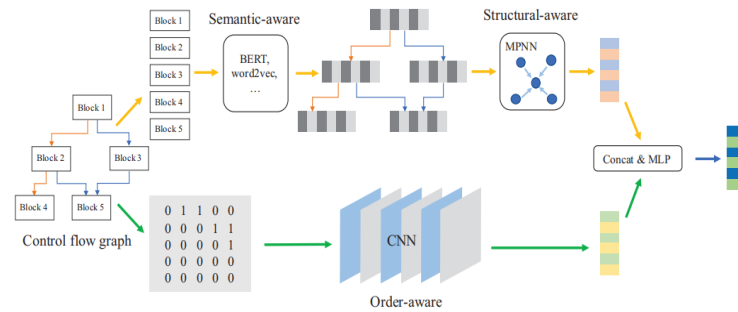 Semantic-aware
Structural-aware
Block 1
Block 2
Block 3
Block 4
Block 5
BERT,
word2vec,
...
MPNN
Block 1
Block 2
Block 3
Block 4
Block 5
Control flow graph
0 1 1 0 0
0 0 0 1 1
0 0 0 0 1
0 0 0 0 0
0 0 0 0 0
CNN
Order-aware
Concat & MLP